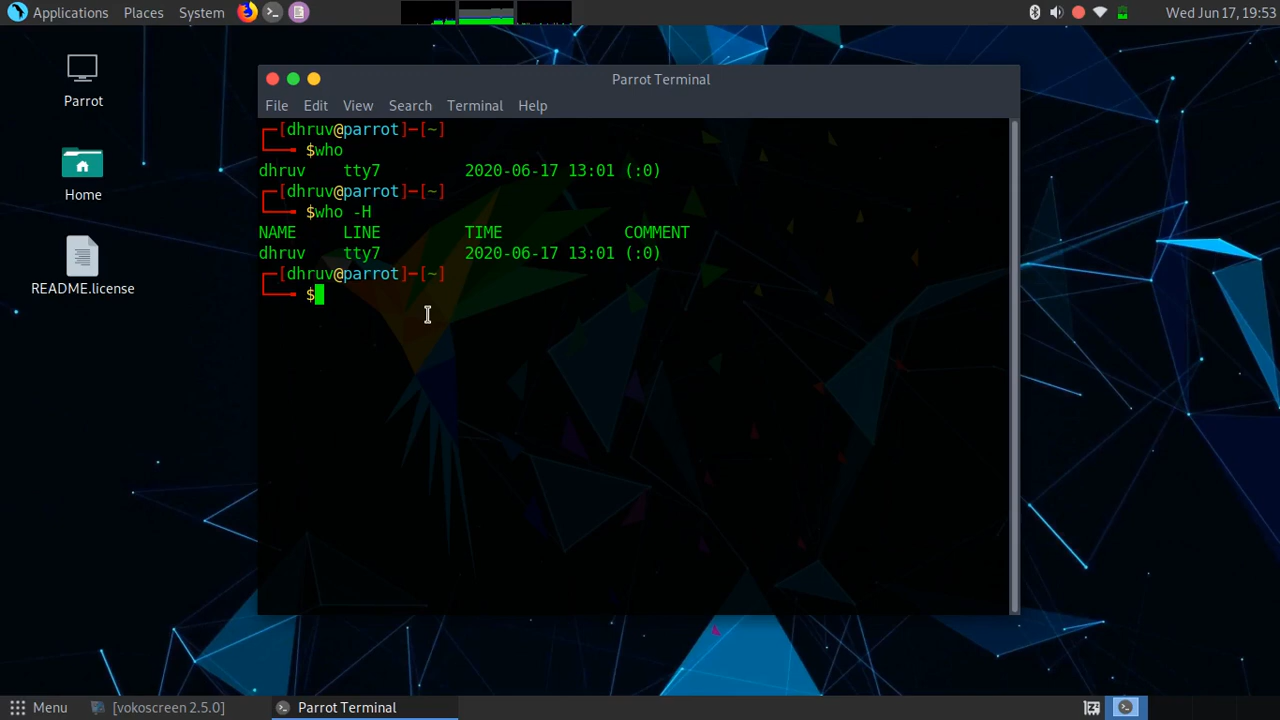 Applications Places System
Wed Jun 17, 19:53
Parrot
Home
README.license
Parrot Terminal
File Edit View Search Terminal Help
┌─[dhruv@parrot]─[~]
└──╼ $who
dhruv    tty7         2020-06-17 13:01 (:0)
┌─[dhruv@parrot]─[~]
└──╼ $who -H
NAME     LINE         TIME             COMMENT
dhruv    tty7         2020-06-17 13:01 (:0)
┌─[dhruv@parrot]─[~]
└──╼ $
Menu [vokoscreen 2.5.0] Parrot Terminal